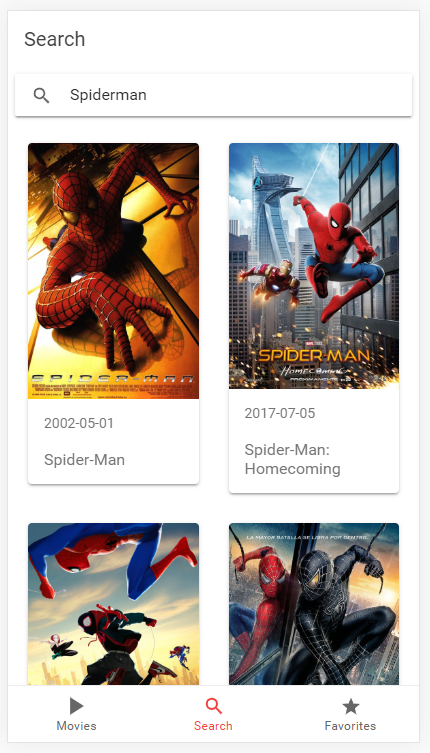 Search
Spiderman
SPIDER-MAN
SPIDER-MAN
HOMECOMING
PRÓXIMAMENTE
2002-05-01
2017-07-05
Spider-Man
Spider-Man:
Homecoming
LA MAYOR BATALLA SE LIBRA POR DENTRO.
Movies
Search
Favorites